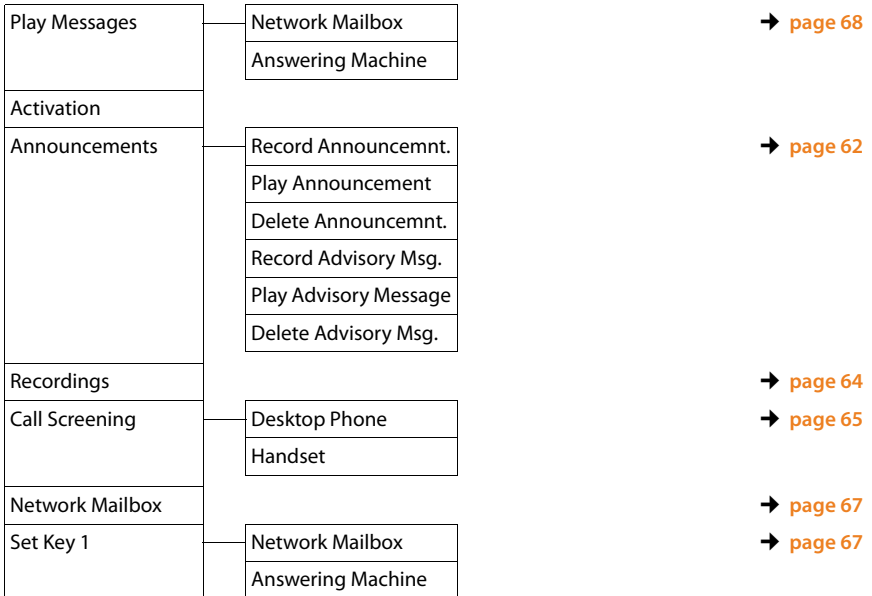 Play Messages Network Mailbox ➔ page 68
Answering Machine
Activation
Announcements Record Announcemnt. ➔ page 62
Play Announcement
Delete Announcemnt.
Record Advisory Msg.
Play Advisory Message
Delete Advisory Msg.
Recordings ➔ page 64
Call Screening Desktop Phone ➔ page 65
Handset
Network Mailbox ➔ page 67
Set Key 1 Network Mailbox ➔ page 67
Answering Machine